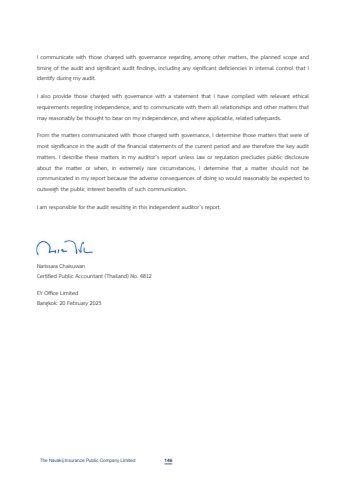 I communicate with those charged with governance regarding, among other matters, the planned scope and
timing of the audit and significant audit findings, including any significant deficiencies in internal control that I
identify during my audit.
I also provide those charged with governance with a statement that I have complied with relevant ethical
requirements regarding independence, and to communicate with them all relationships and other matters that
may reasonably be thought to bear on my independence, and where applicable, related safeguards.
From the matters communicated with those charged with governance, I determine those matters that were of
most significance in the audit of the financial statements of the current period and are therefore the key audit
matters. I describe these matters in my auditor's report unless law or regulation precludes public disclosure
about the matter or when, in extremely rare circumstances, I determine that a matter should not be
communicated in my report because the adverse consequences of doing so would reasonably be expected to
outweigh the public interest benefits of such communication.
I am responsible for the audit resulting in this independent auditor's report.
Narissara Chaisuwan
Certified Public Accountant (Thailand) No. 4812
EY Office Limited
Bangkok: 20 February 2025
The Navakij Insurance Public Company Limited
146